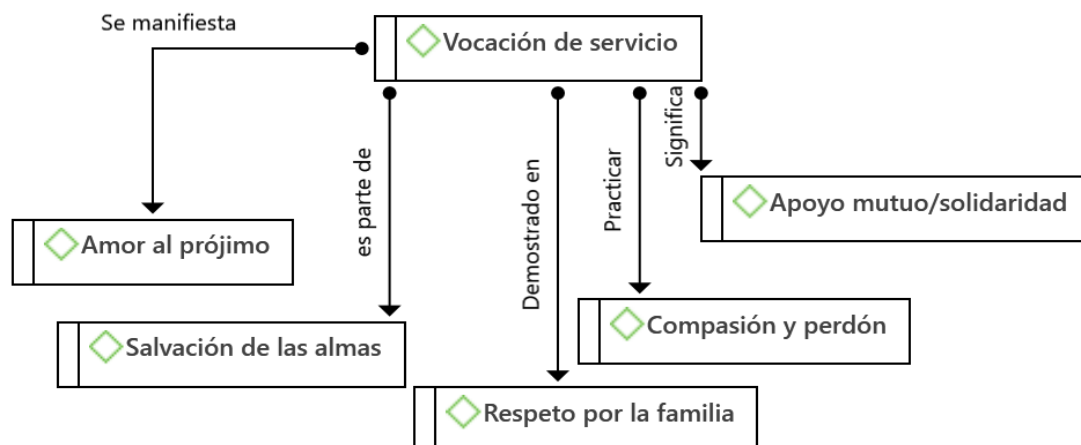 Se manifiesta
Vocación de servicio
es parte de
Demostrado en
Practicar
Significa
Apoyo mutuo/solidaridad
Amor al prójimo
Compasión y perdón
Salvación de las almas
Respeto por la familia